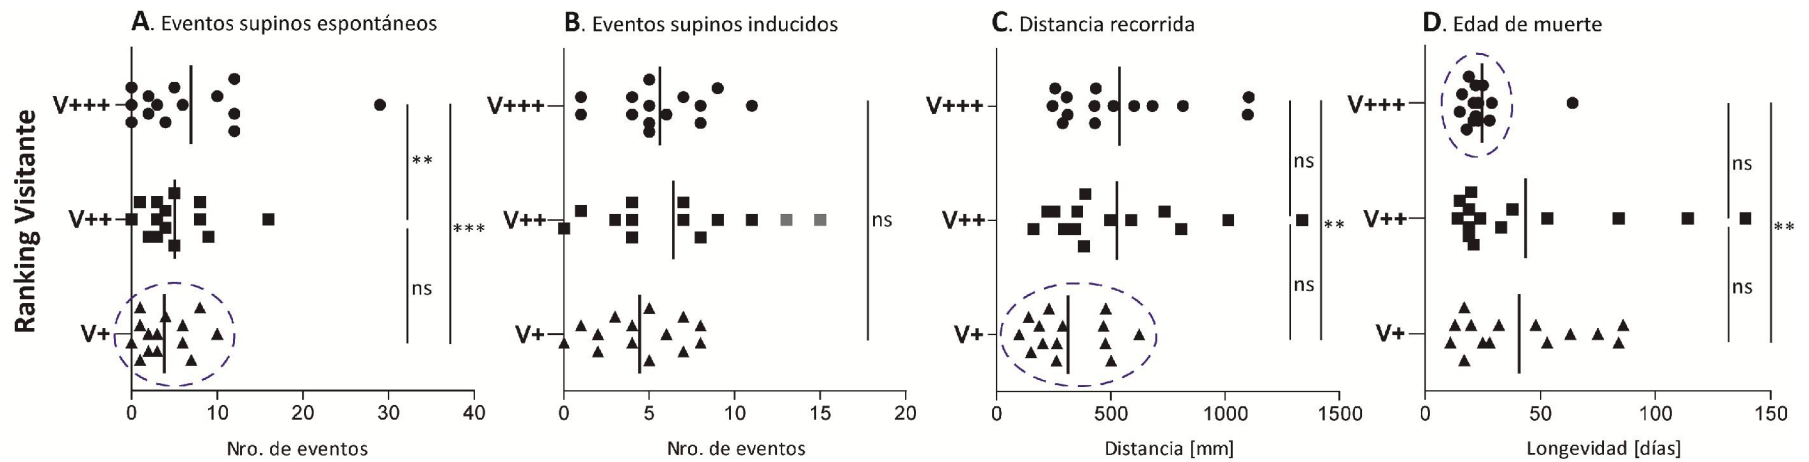 A. Eventos supinos espontáneos
B. Eventos supinos inducidos
C. Distancia recorrida
D. Edad de muerte
Ranking Visitante
V+++
V++
V+
**
ns
***
0 10 20 30 40
Nro. de eventos
V+++
V++
V+
ns
0 5 10 15 20
Nro. de eventos
V+++
V++
V+
ns
ns
**
0 500 1000 1500
Distancia [mm]
V+++
V++
V+
ns
ns
**
0 50 100 150
Longevidad [días]